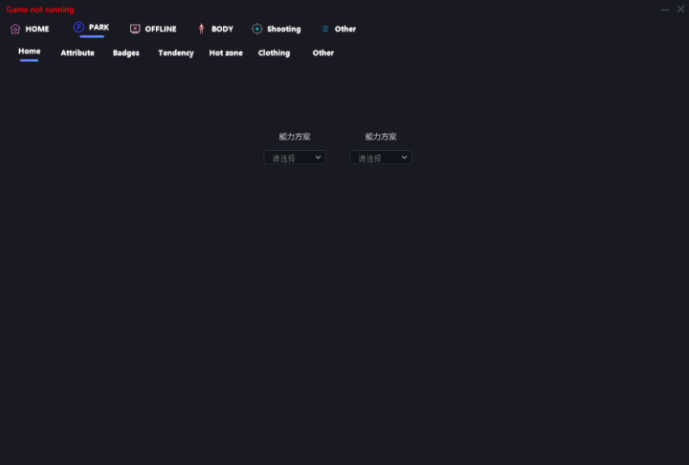 Game not running
HOME PARK OFFLINE BODY Shooting Other
Home Attribute Badges Tendency Hot zone Clothing Other
能力方案 能力方案
请选择 请选择